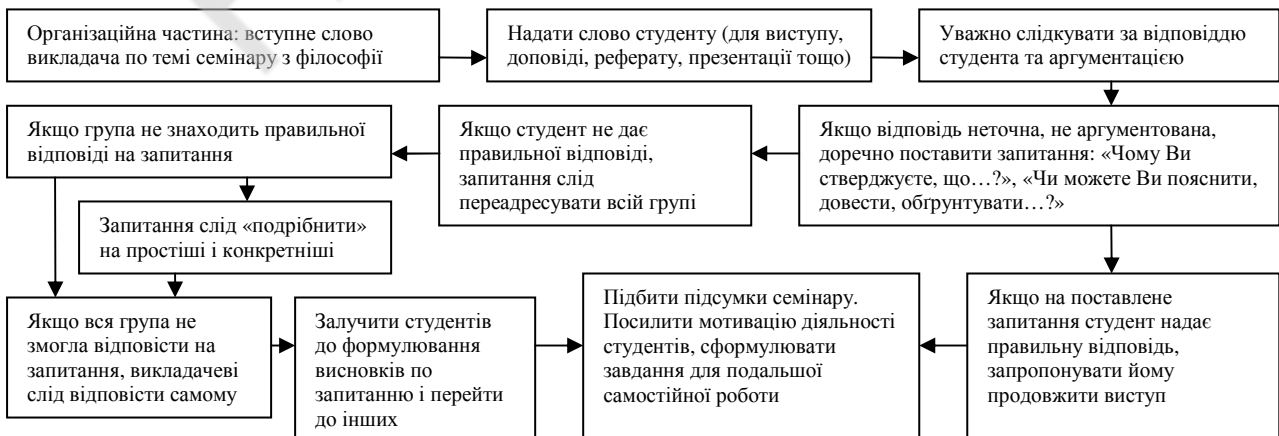 Організаційна частина: вступне слово
викладача по темі семінару з філософії
Надати слово студенту (для виступу,
доповіді, реферату, презентації тощо)
Уважно слідкувати за відповіддю
студента та аргументацією
Якщо група не знаходить правильної
відповіді на запитання
Якщо студент не дає
правильної відповіді,
запитання слід
переадресувати всій групі
Якщо відповідь неточна, не аргументована,
доречно поставити запитання: «Чому Ви
стверджуєте, що…?», «Чи можете Ви пояснити,
довести, обґрунтувати…?»
Запитання слід «подрібнити»
на простіші і конкретніші
Якщо вся група не
змогла відповісти на
запитання, викладачеві
слід відповісти самому
Залучити студентів
до формулювання
висновків по
запитанню і перейти
до інших
Підбити підсумки семінару.
Посилити мотивацію діяльності
студентів, сформулювати
завдання для подальшої
самостійної роботи
Якщо на поставлене
запитання студент надає
правильну відповідь,
запропонувати йому
продовжити виступ